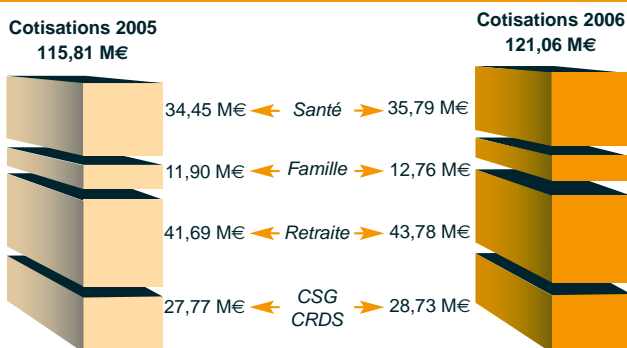 Cotisations 2005
115,81 M€
Cotisations 2006
121,06 M€
34,45 M€ Santé 35,79 M€
11,90 M€ Famille 12,76 M€
41,69 M€ Retraite 43,78 M€
27,77 M€ CSG CRDS 28,73 M€